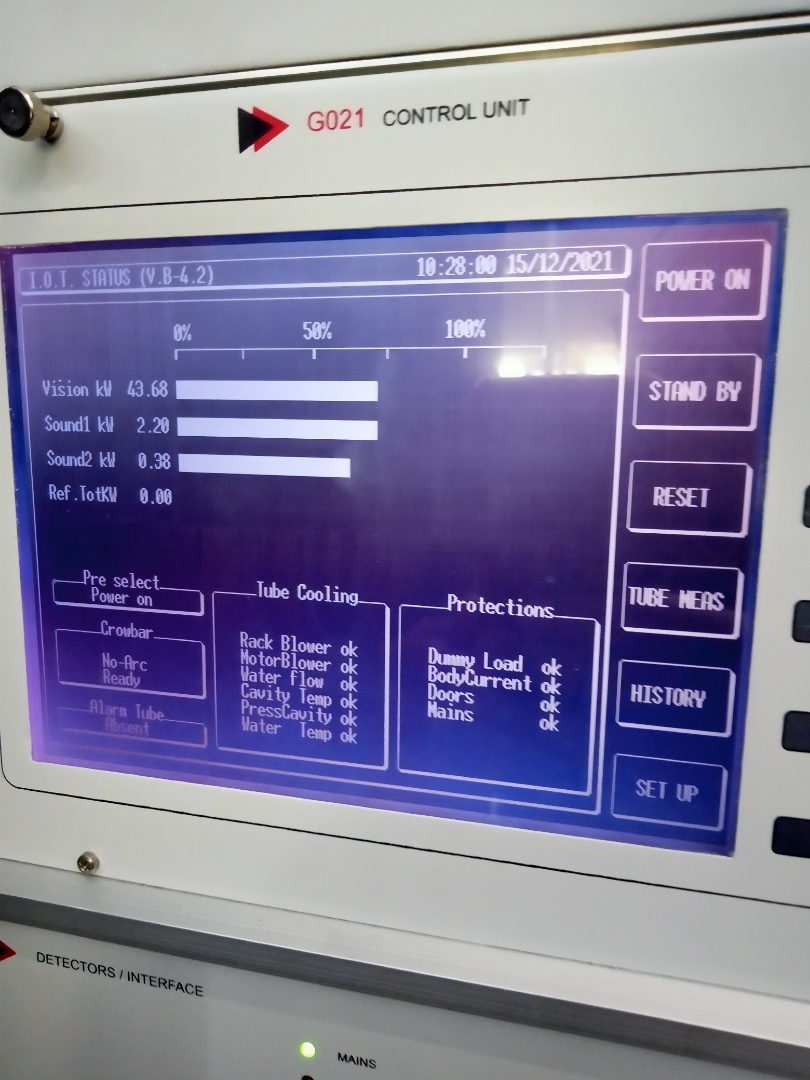 G021 CONTROL UNIT
I.O.T. STATUS (V.B-4.2) 10:28:00 15/12/2021
0% 50% 100%
Vision kW 43.68
Sound1 kW 2.20
Sound2 kW 0.38
Ref.TotKW 0.00
Pre select
Power on
Crowbar
No-Arc
Ready
Alarm Tube
Absent
Tube Cooling
Rack Blower ok
MotorBlower ok
Water flow ok
Cavity Temp ok
PressCavity ok
Water Temp ok
Protections
Dummy Load ok
BodyCurrent ok
Doors ok
Mains ok
POWER ON
STAND BY
RESET
TUBE MEAS
HISTORY
SET UP
DETECTORS / INTERFACE
MAINS